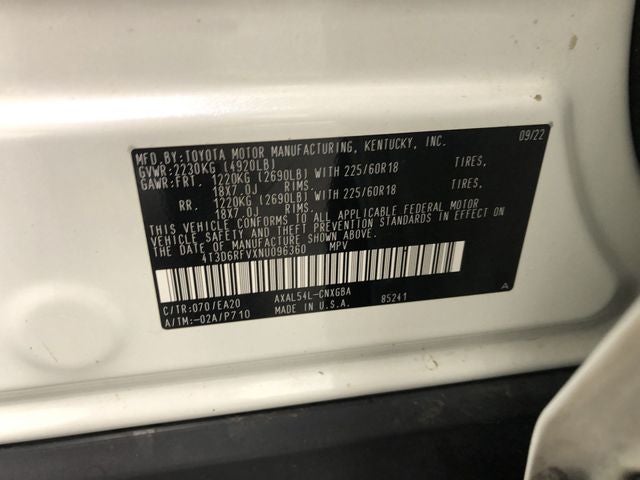 MFD.BY:TOYOTA MOTOR MANUFACTURING, KENTUCKY, INC. 09/22
GVWR:2230KG (4920LB)
GAWR:FRT. 1220KG (2690LB) WITH 225/60R18 TIRES,
18X7.0J RIMS.
RR. 1220KG (2690LB) WITH 225/60R18 TIRES,
18X7.0J RIMS.
THIS VEHICLE CONFORMS TO ALL APPLICABLE FEDERAL MOTOR
VEHICLE SAFETY AND THEFT PREVENTION STANDARDS IN EFFECT ON
THE DATE OF MANUFACTURE SHOWN ABOVE.
4T3D6RFVXNU096360 MPV
C/TR:070/EA20 AXAL54L-CNXGBA 85241 A
A/TM:-02A/P710 MADE IN U.S.A.